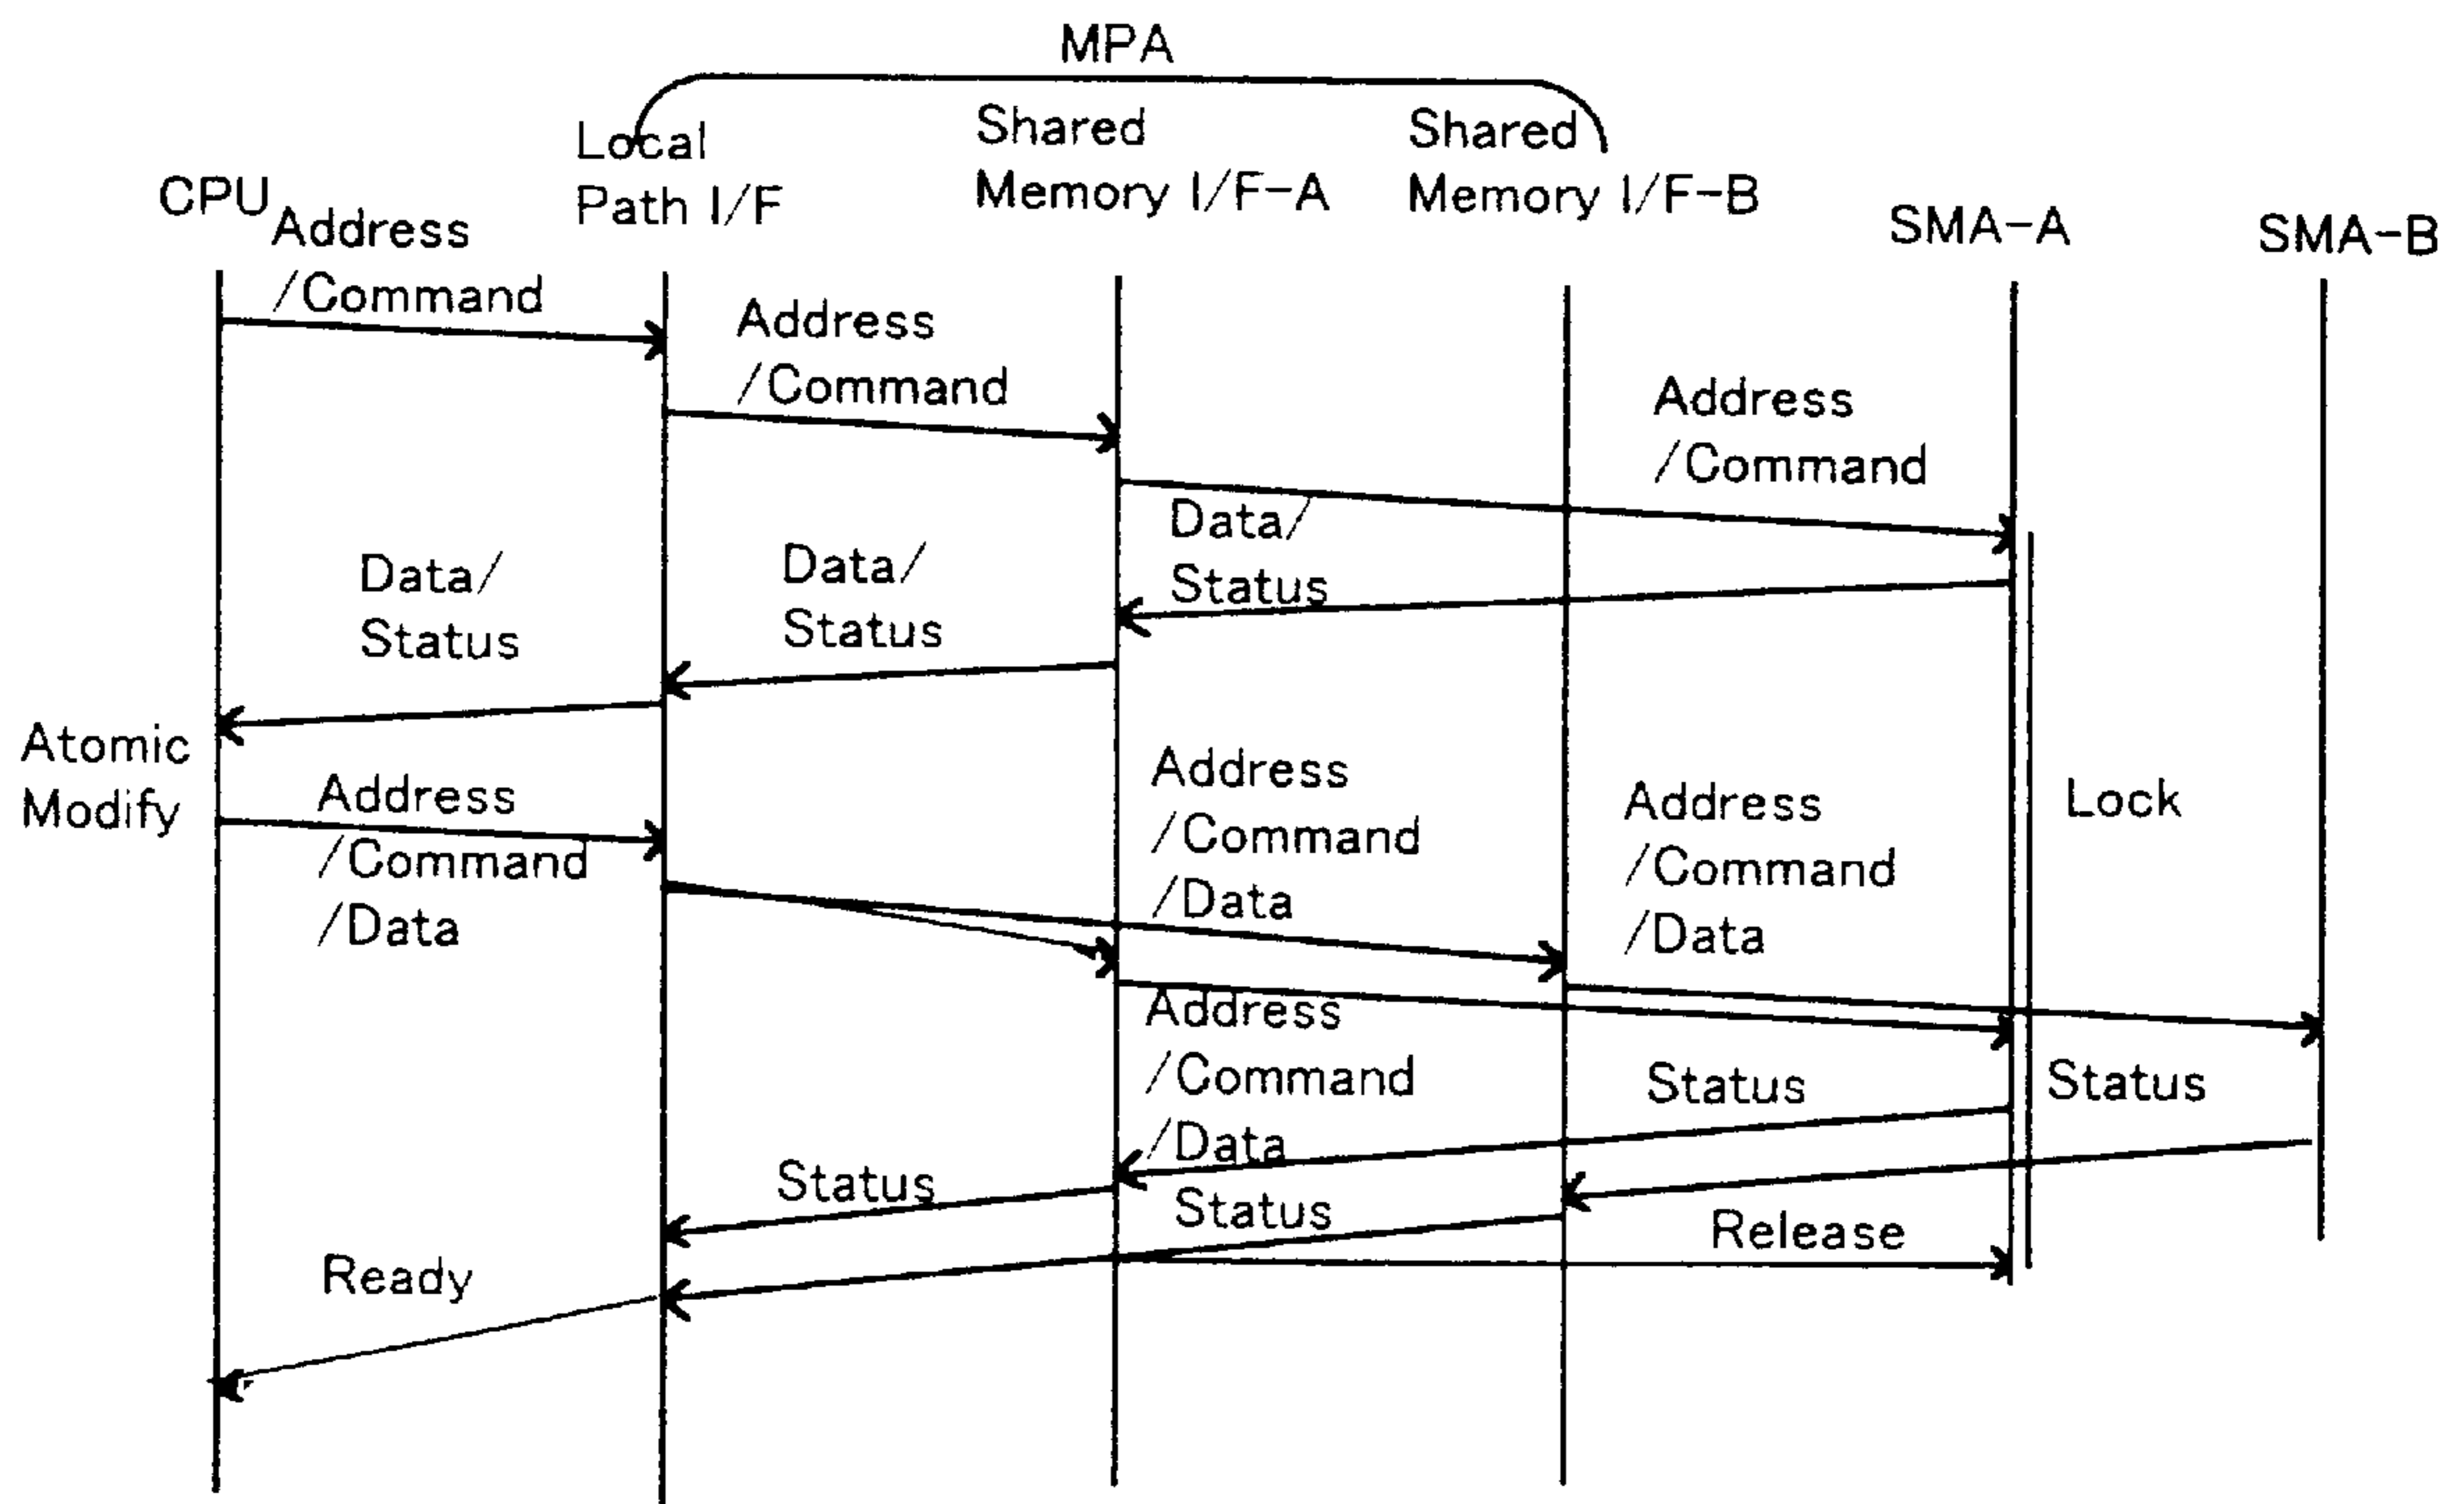 MPA
Local
Path I/F
Shared
Memory I/F-A
Shared
Memory I/F-B
CPU
SMA-A
SMA-B
Address
/Command
Address
/Command
Address
/Command
Data/
Status
Data/
Status
Data/
Status
Atomic
Modify
Address
/Command
/Data
Address
/Command
/Data
Address
/Command
/Data
Lock
Address
/Command
/Data
Status
Status
Status
Status
Release
Ready